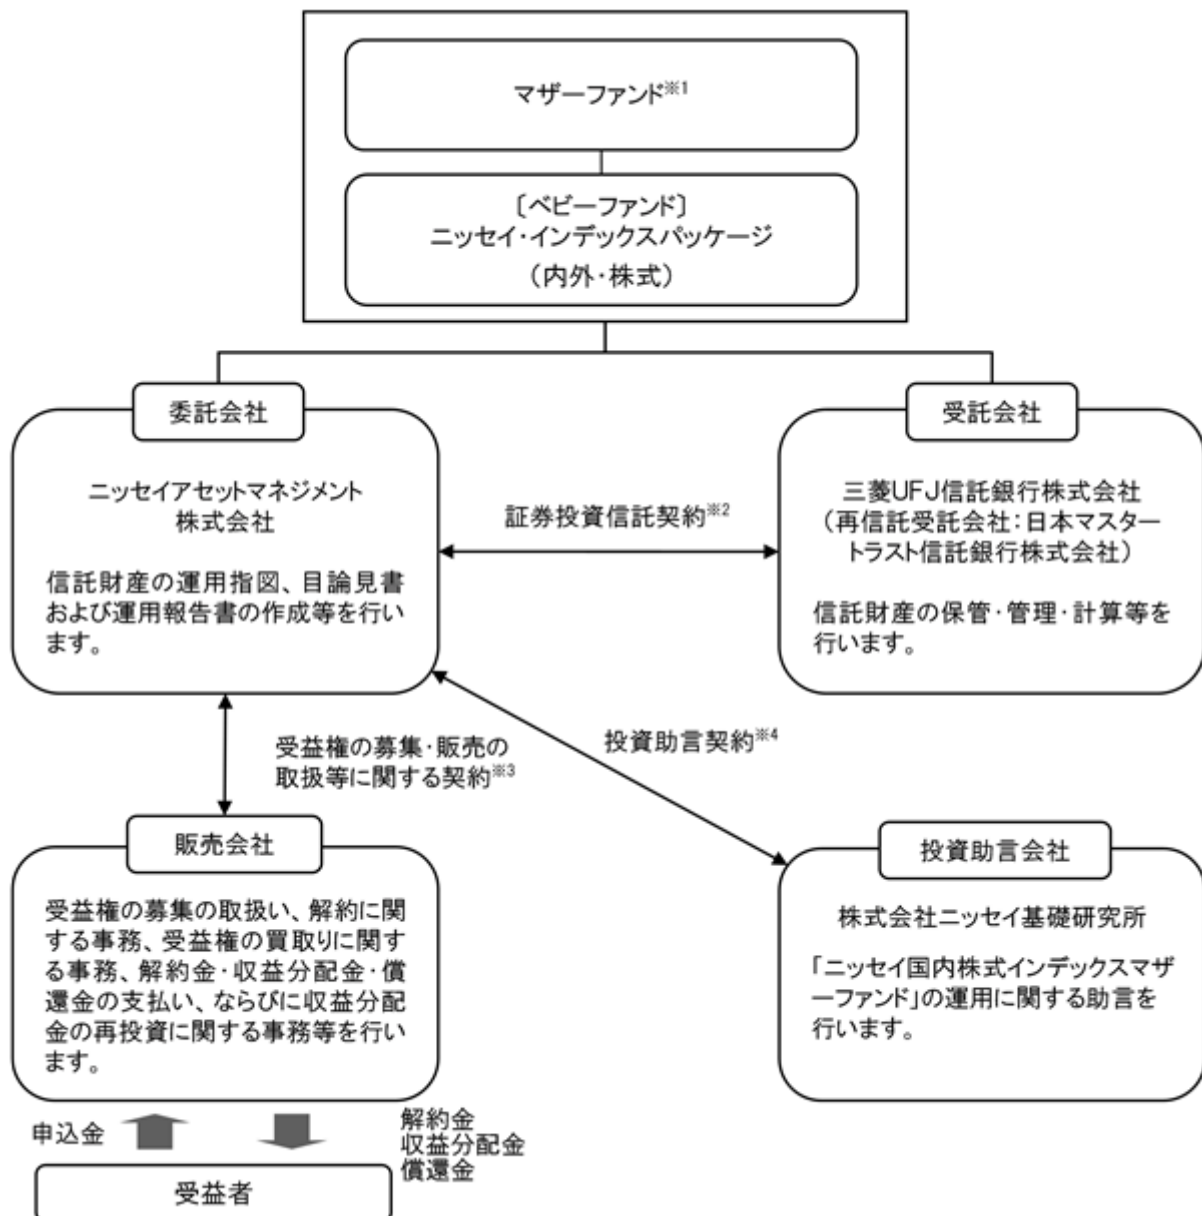 マザーファンド※1
〔ベビーファンド〕
ニッセイ・インデックスパッケージ
（内外・株式）
委託会社
ニッセイアセットマネジメント
株式会社
信託財産の運用指図、目論見書
および運用報告書の作成等を行い
ます。
証券投資信託契約※2
受託会社
三菱UFJ信託銀行株式会社
（再信託受託会社：日本マスター
トラスト信託銀行株式会社）
信託財産の保管・管理・計算等を
行います。
受益権の募集・販売の
取扱等に関する契約※3
投資助言契約※4
販売会社
受益権の募集の取扱い、解約に関
する事務、受益権の買取りに関す
る事務、解約金・収益分配金・償
還金の支払い、ならびに収益分配
金の再投資に関する事務等を行い
ます。
投資助言会社
株式会社ニッセイ基礎研究所
「ニッセイ国内株式インデックスマザ
ーファンド」の運用に関する助言を
行います。
申込金
解約金
収益分配金
償還金
受益者